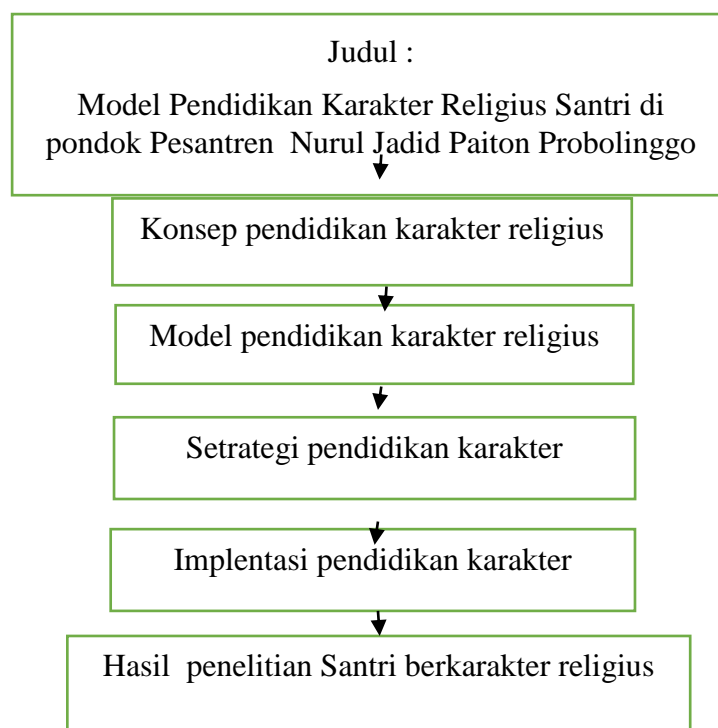 Judul :
Model Pendidikan Karakter Religius Santri di
pondok Pesantren Nurul Jadid Paiton Probolinggo
Konsep pendidikan karakter religius
Model pendidikan karakter religius
Setrategi pendidikan karakter
Implentasi pendidikan karakter
Hasil penelitian Santri berkarakter religius